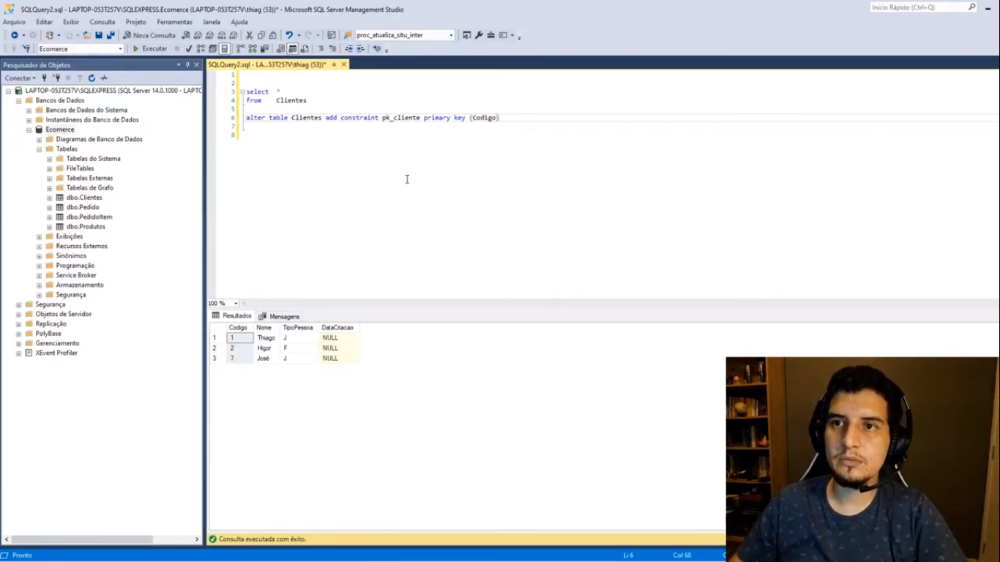 SQLQuery2.sql - LAPTOP-053T257V\SQLEXPRESS.Ecomerce (LAPTOP-053T257V\thiag (53))* - Microsoft SQL Server Management Studio
Início Rápido (Ctrl+Q)
Arquivo Editar Exibir Consulta Projeto Ferramentas Janela Ajuda
Nova Consulta proc_atualiza_situ_inter
Ecomerce Executar
Pesquisador de Objetos
SQLQuery2.sql - LA...53T257V\thiag (53))*
Conectar
LAPTOP-053T257V\SQLEXPRESS (SQL Server 14.0.1000 - LAPTC
Bancos de Dados
Bancos de Dados do Sistema
Instantâneos do Banco de Dados
Ecomerce
Diagramas de Banco de Dados
Tabelas
Tabelas do Sistema
FileTables
Tabelas Externas
Tabelas de Grafo
dbo.Clientes
dbo.Pedido
dbo.PedidoItem
dbo.Produtos
Exibições
Recursos Externos
Sinônimos
Programação
Service Broker
Armazenamento
Segurança
Segurança
Objetos de Servidor
Replicação
PolyBase
Gerenciamento
XEvent Profiler
1
2
3 select *
4 from Clientes
5
6 alter table Clientes add constraint pk_cliente primary key (Codigo)
7
8
100 %
Resultados Mensagens
Codigo Nome TipoPessoa DataCriacao
1 1 Thiago J NULL
2 2 Higor F NULL
3 7 José J NULL
Consulta executada com êxito.
Pronto Li 6 Col 68